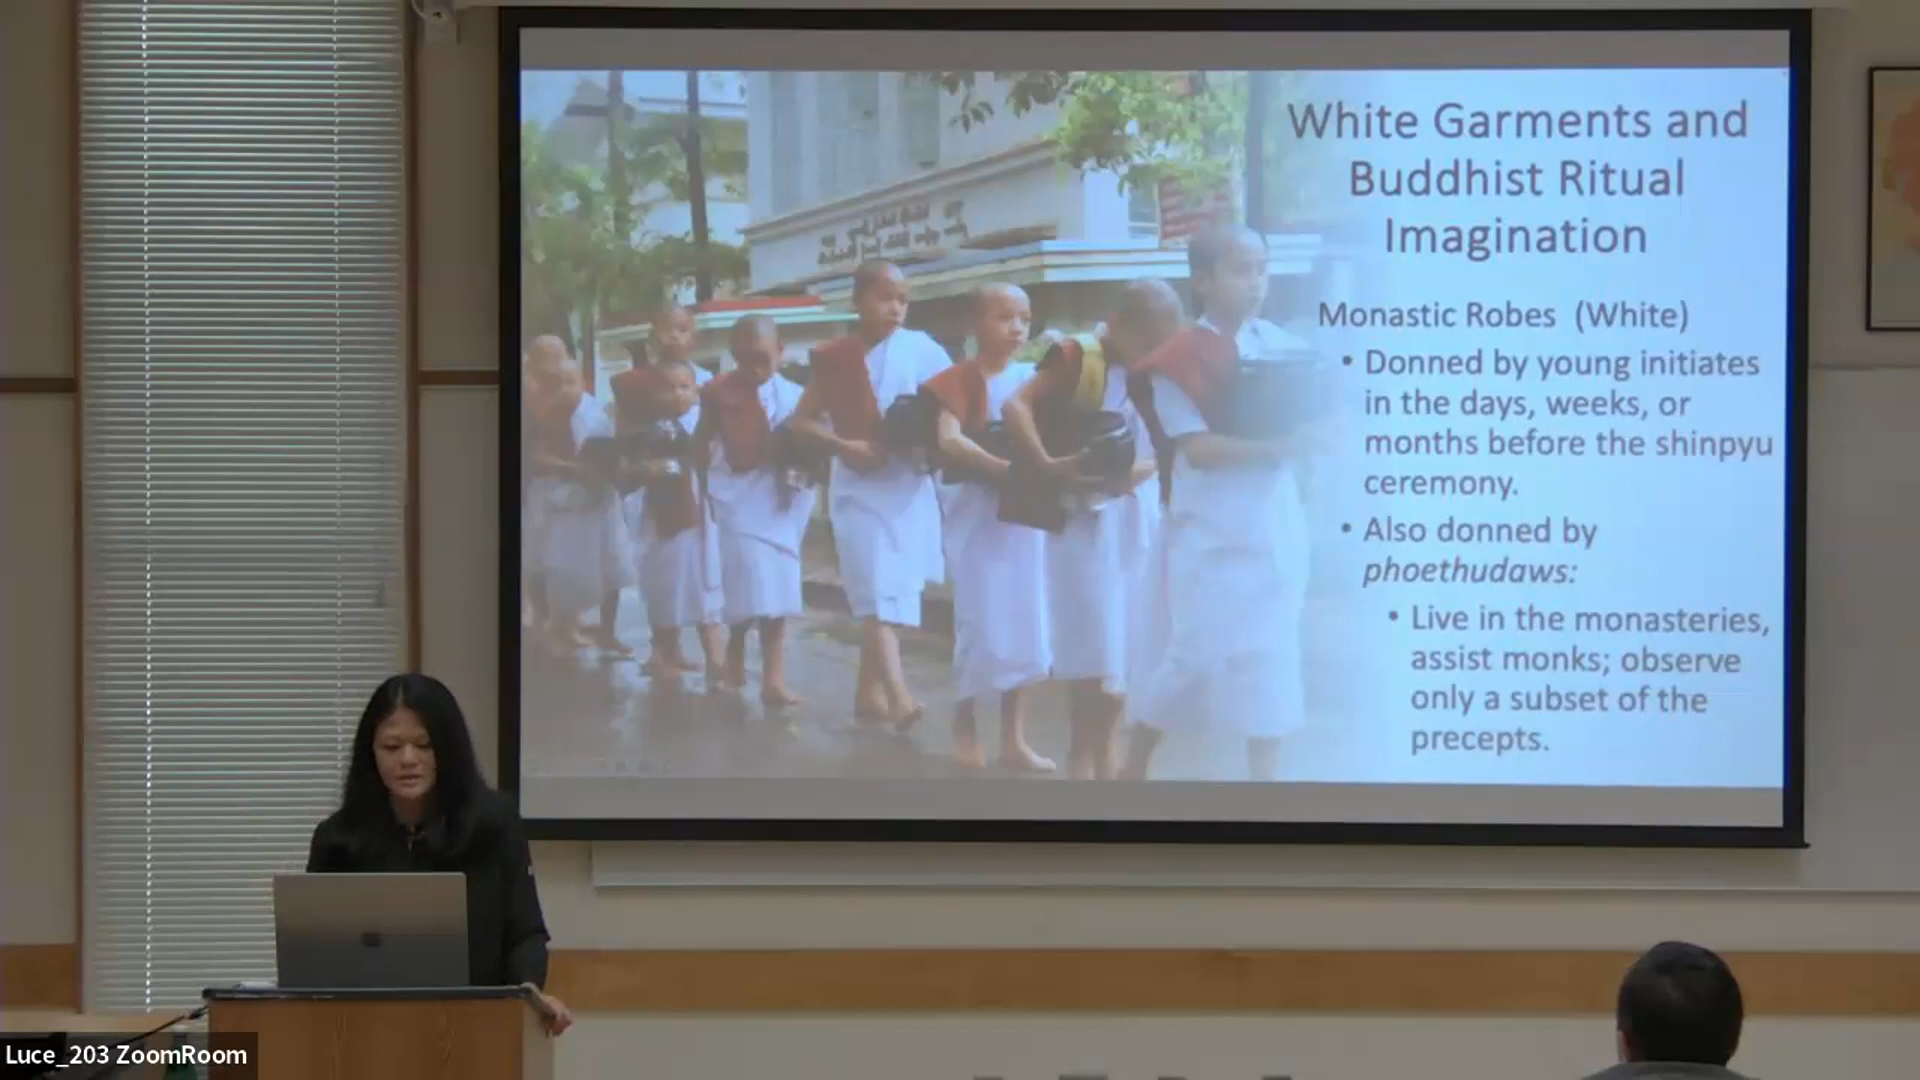 White Garments and
Buddhist Ritual
Imagination
Monastic Robes (White)
• Donned by young initiates
in the days, weeks, or
months before the shinpyu
ceremony.
• Also donned by
phoethudaws:
• Live in the monasteries,
assist monks; observe
only a subset of the
precepts.
Luce_203 ZoomRoom